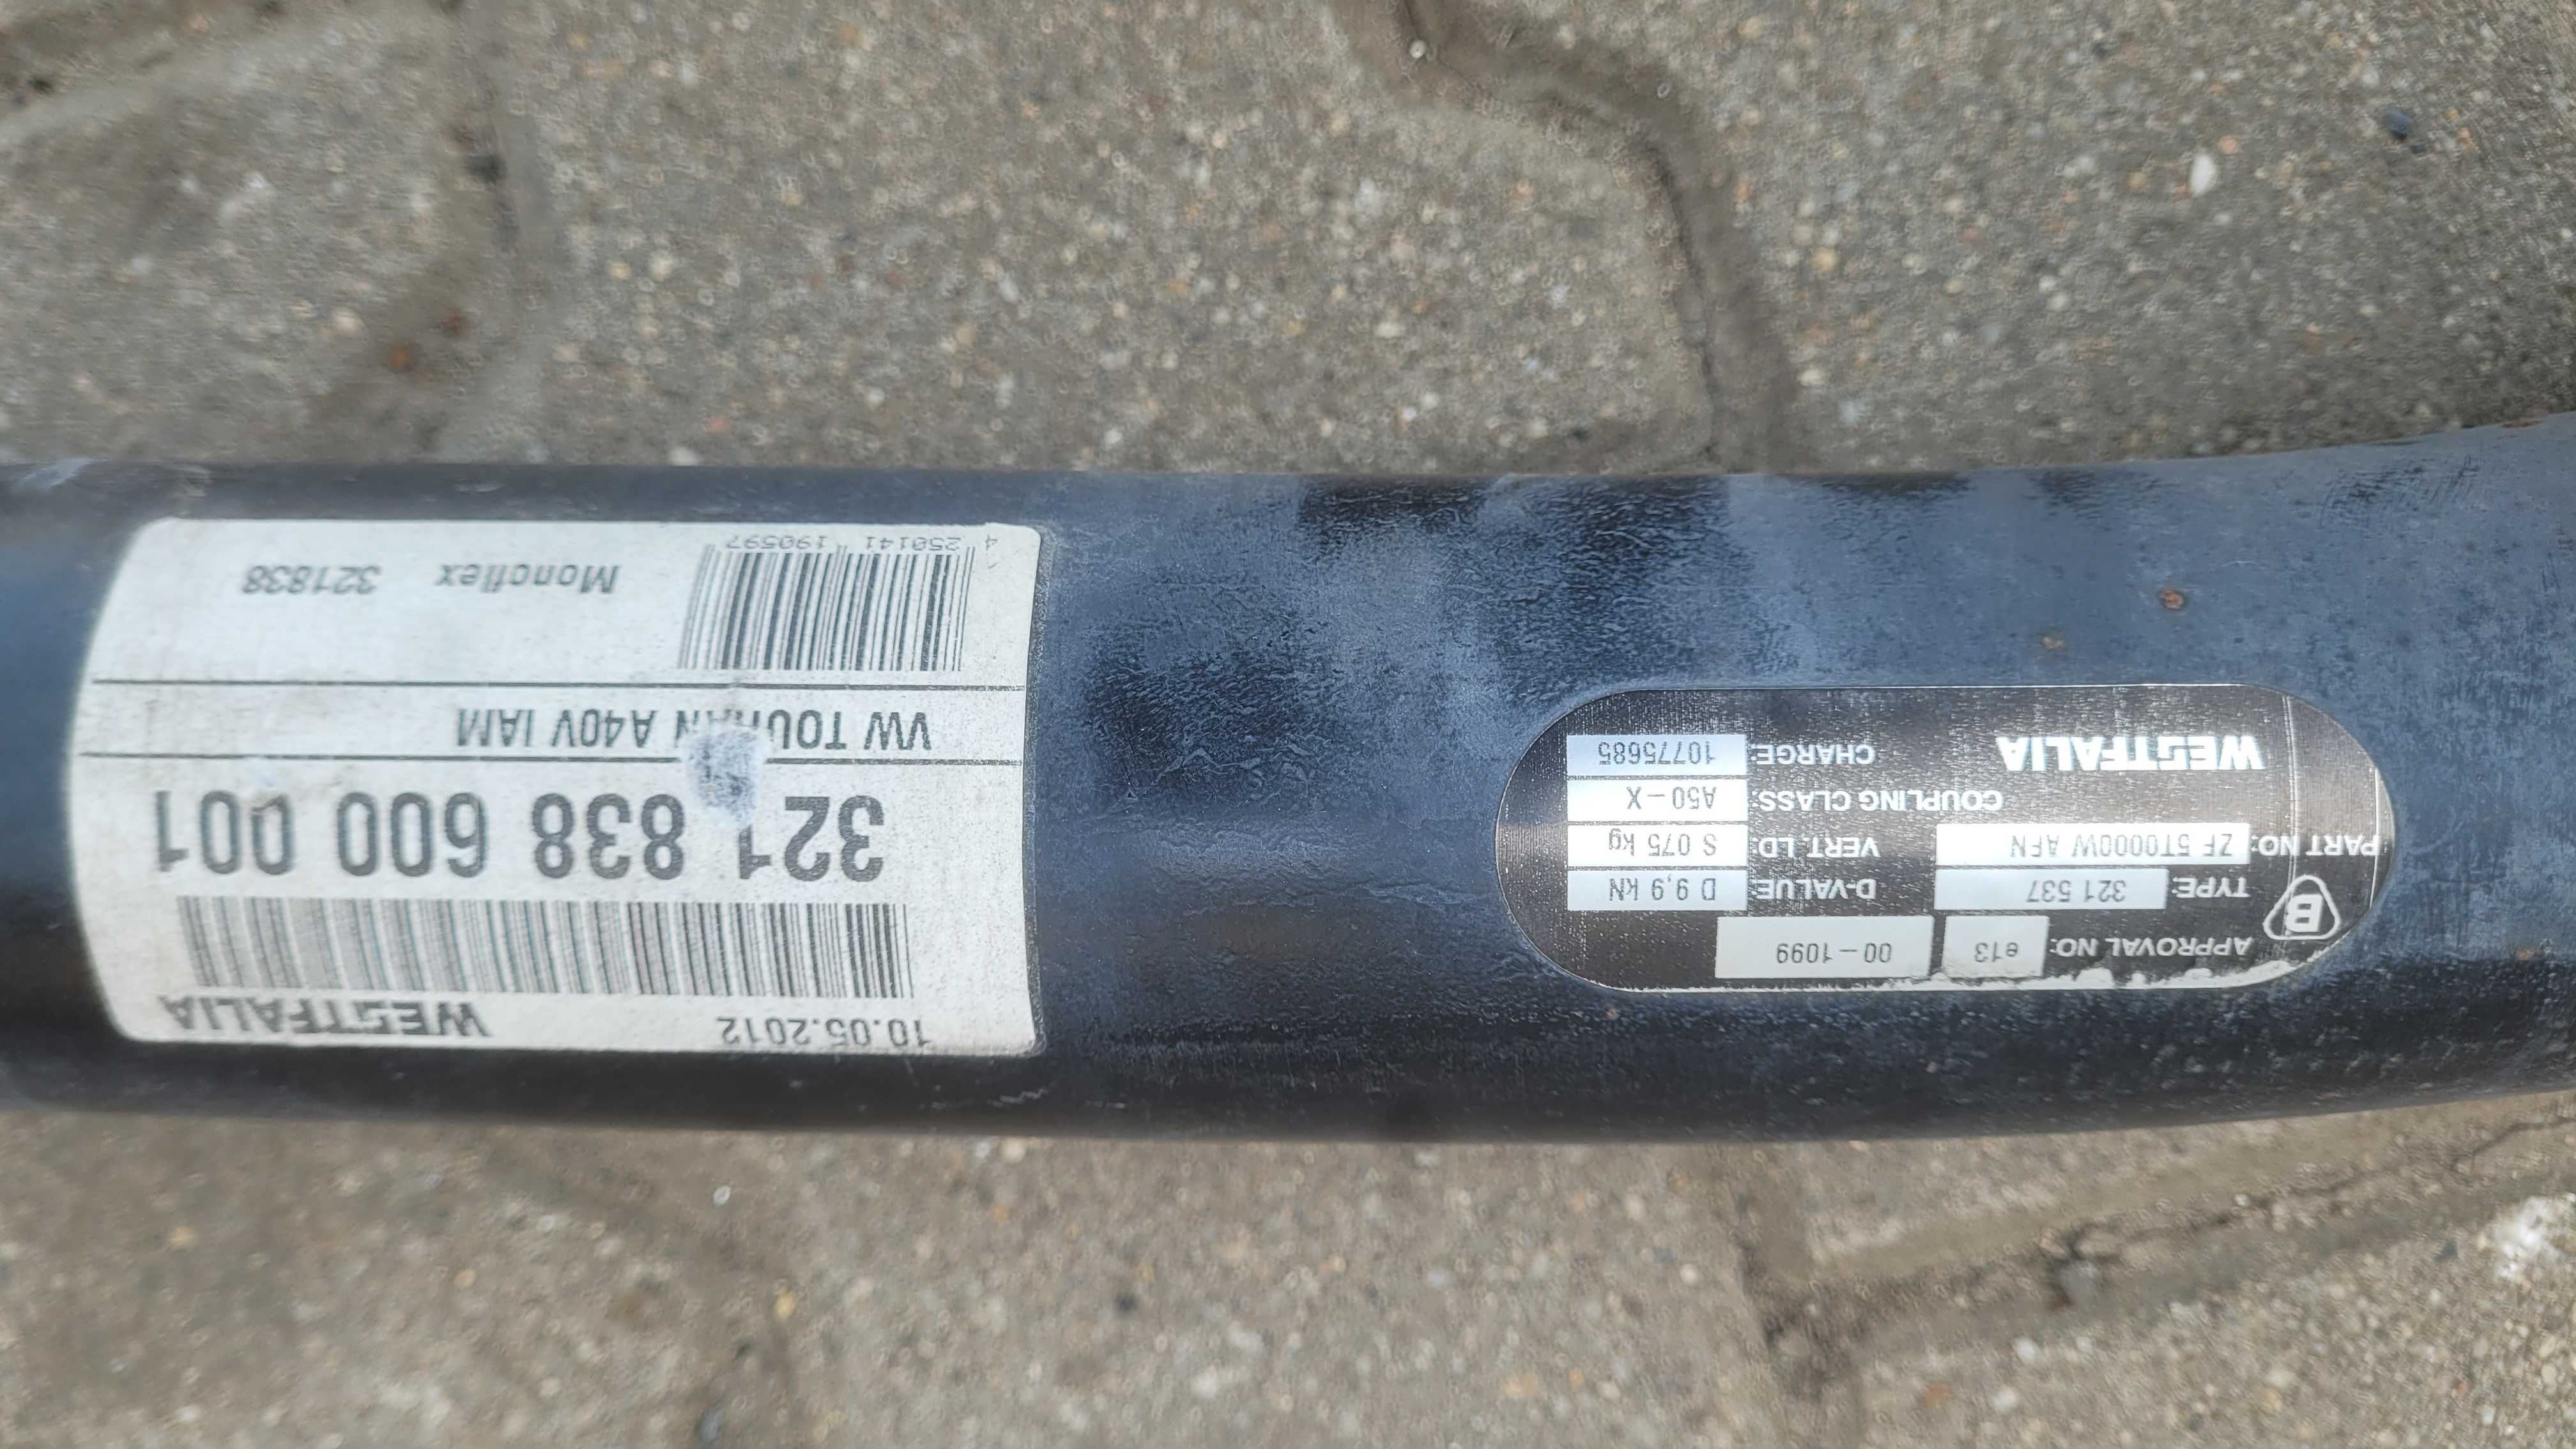 10.05.2012 WESTFALIA
321 838 600 001
VW TOURAN A40V IAM
4 250141 190597
Monoflex 321838
APPROVAL NO: e13 00-1099
B
TYPE: 321 537 D-VALUE: D 9,9 kN
PART NO: ZF 5T0000W AFN VERT. LD: S 075 kg
COUPLING CLASS: A50-X
WESTFALIA CHARGE: 10775685